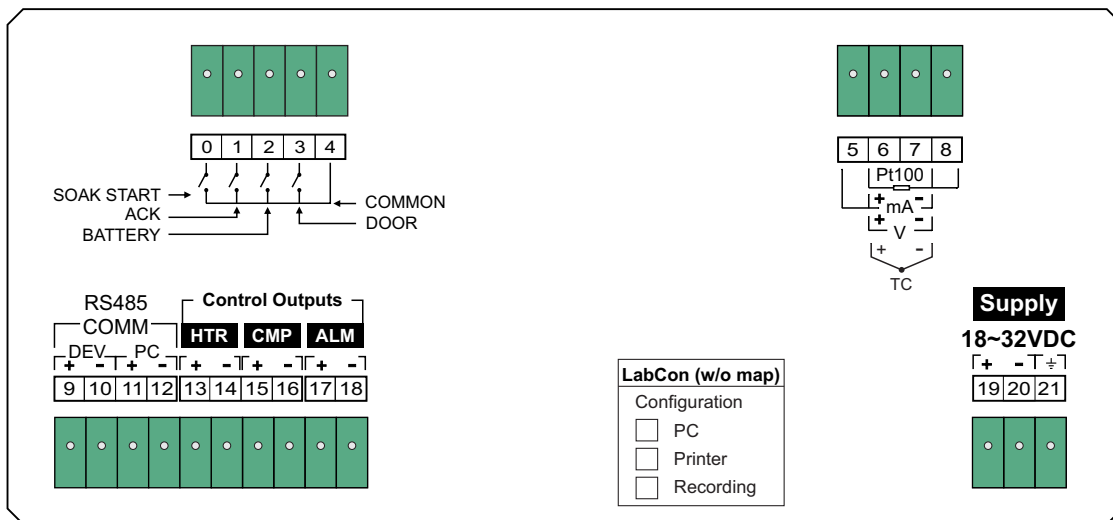 0 1 2 3 4
SOAK START
ACK
BATTERY
COMMON
DOOR
5 6 7 8
Pt100
+ mA -
+ V -
+ -
TC
RS485
COMM
DEV PC
Control Outputs
HTR CMP ALM
+ - + - + - + - + -
9 10 11 12 13 14 15 16 17 18
LabCon (w/o map)
Configuration
PC
Printer
Recording
Supply
18~32VDC
+ - ⏚
19 20 21